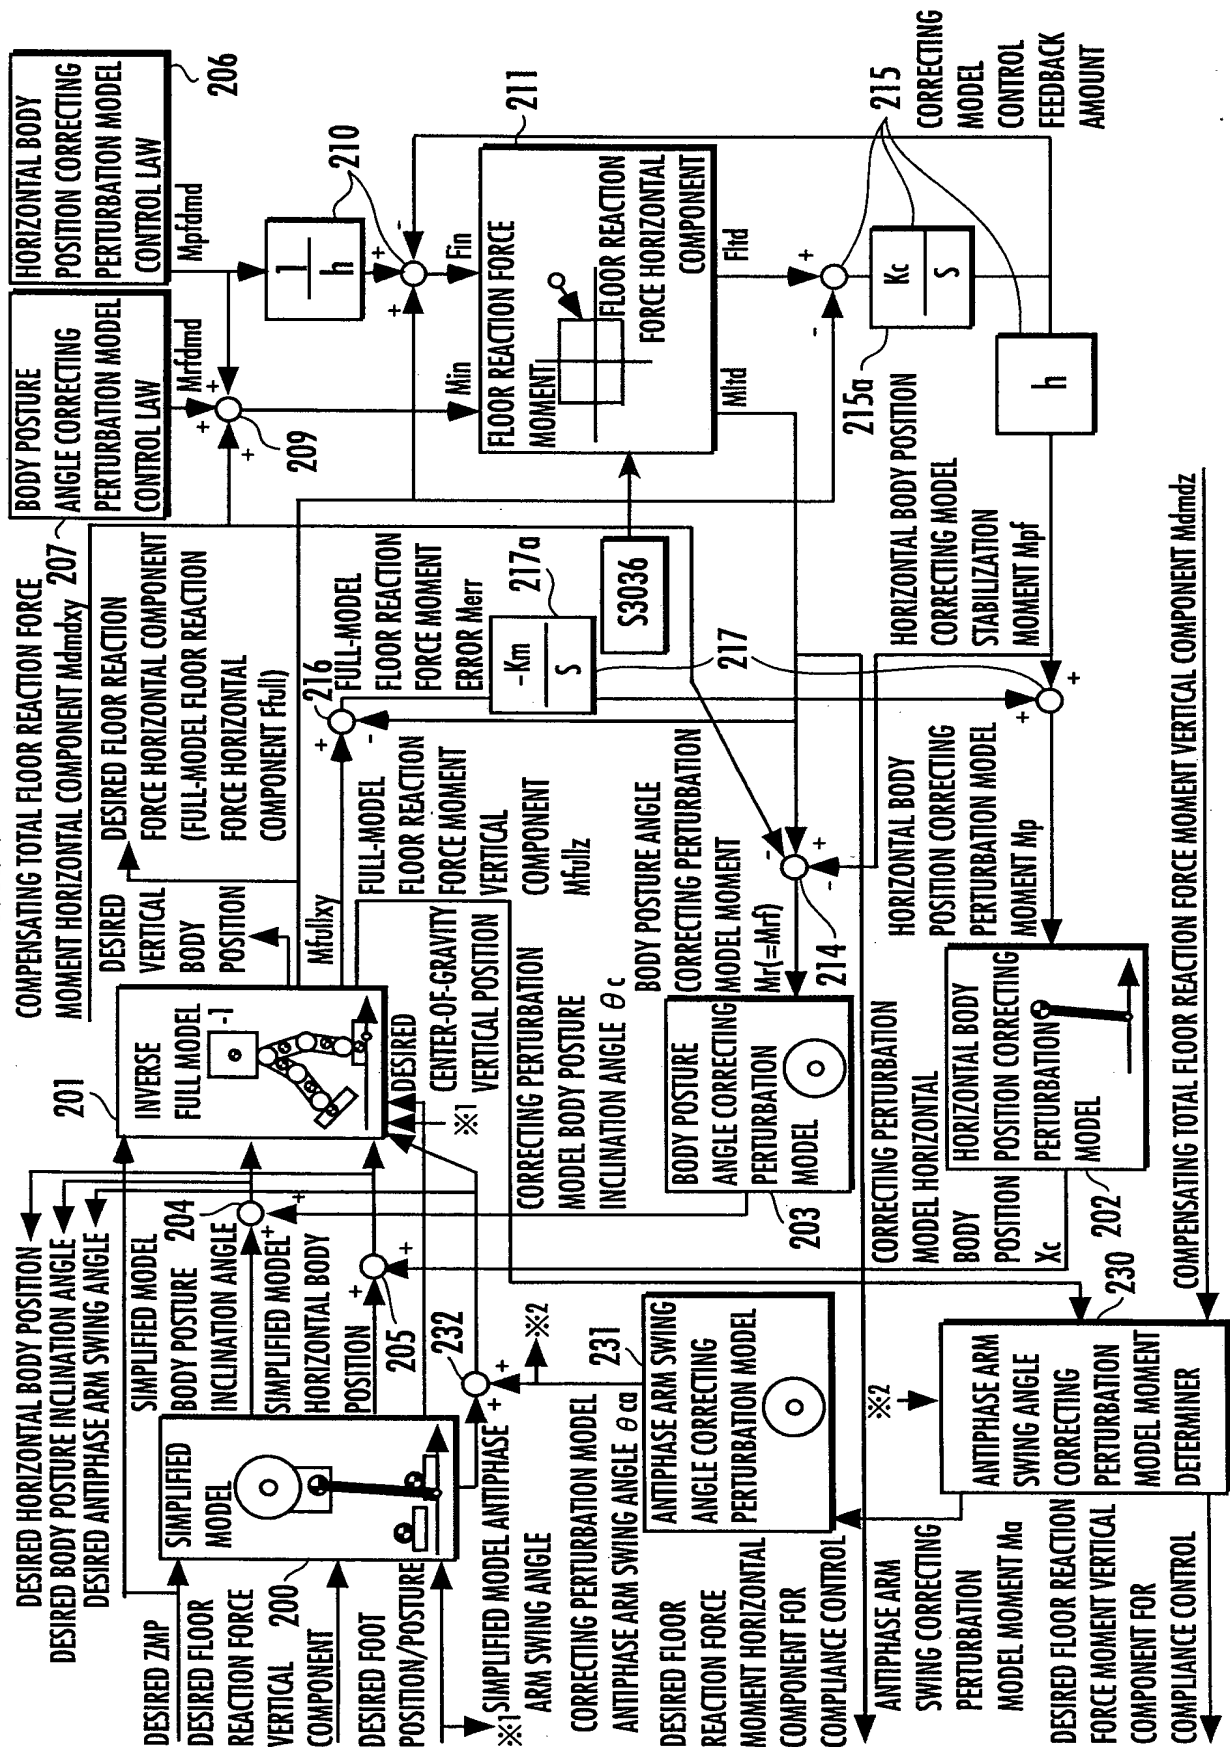 COMPENSATING TOTAL FLOOR REACTION FORCE
MOMENT HORIZONTAL COMPONENT Mdmdxy
207
BODY POSTURE
ANGLE CORRECTING
PERTURBATION MODEL
CONTROL LAW
HORIZONTAL BODY
POSITION CORRECTING
PERTURBATION MODEL
CONTROL LAW
206
Mrfdmd
Mpfdmd
1
h
210
209
+
+
+
+
+
-
Min
Fin
211
FLOOR REACTION FORCE
MOMENT
FLOOR REACTION
FORCE HORIZONTAL
COMPONENT
Mltd
Fltd
S3036
+
-
Kc
S
215a
215
CORRECTING
MODEL
CONTROL
FEEDBACK
AMOUNT
h
HORIZONTAL BODY POSITION
CORRECTING MODEL
STABILIZATION
MOMENT Mpf
DESIRED FLOOR REACTION
FORCE HORIZONTAL COMPONENT
(FULL-MODEL FLOOR REACTION
FORCE HORIZONTAL
COMPONENT Ffull)
DESIRED
VERTICAL
BODY
POSITION
216
+
-
FULL-MODEL
FLOOR REACTION
FORCE MOMENT
ERROR Merr
217a
-Km
S
217
+
+
Mfullxy
FULL-MODEL
FLOOR REACTION
FORCE MOMENT
VERTICAL
COMPONENT
Mfullz
201
INVERSE
FULL MODEL
-1
DESIRED
CENTER-OF-GRAVITY
VERTICAL POSITION
※1
CORRECTING PERTURBATION
MODEL BODY POSTURE
INCLINATION ANGLE θc
BODY POSTURE ANGLE
CORRECTING PERTURBATION
MODEL MOMENT
Mr(=Mrf)
214
-
+
-
BODY POSTURE
ANGLE CORRECTING
PERTURBATION
MODEL
203
HORIZONTAL BODY
POSITION CORRECTING
PERTURBATION MODEL
MOMENT Mp
HORIZONTAL BODY
POSITION CORRECTING
PERTURBATION
MODEL
202
CORRECTING PERTURBATION
MODEL HORIZONTAL
BODY
POSITION
Xc
COMPENSATING TOTAL FLOOR REACTION FORCE MOMENT VERTICAL COMPONENT Mdmdz
DESIRED HORIZONTAL BODY POSITION
DESIRED BODY POSTURE INCLINATION ANGLE
DESIRED ANTIPHASE ARM SWING ANGLE
SIMPLIFIED MODEL
BODY POSTURE
INCLINATION ANGLE
204
+
+
SIMPLIFIED MODEL
HORIZONTAL BODY
POSITION
205
+
+
SIMPLIFIED
MODEL
200
DESIRED ZMP
DESIRED FLOOR
REACTION FORCE
VERTICAL
COMPONENT
DESIRED FOOT
POSITION/POSTURE
※1
232
+
+
※2
SIMPLIFIED MODEL ANTIPHASE
ARM SWING ANGLE
CORRECTING PERTURBATION MODEL
ANTIPHASE ARM SWING ANGLE θca
231
ANTIPHASE ARM SWING
ANGLE CORRECTING
PERTURBATION MODEL
DESIRED FLOOR
REACTION FORCE
MOMENT HORIZONTAL
COMPONENT FOR
COMPLIANCE CONTROL
ANTIPHASE ARM
SWING CORRECTING
PERTURBATION
MODEL MOMENT Ma
※2
230
ANTIPHASE ARM
SWING ANGLE
CORRECTING
PERTURBATION
MODEL MOMENT
DETERMINER
DESIRED FLOOR REACTION
FORCE MOMENT VERTICAL
COMPONENT FOR
COMPLIANCE CONTROL